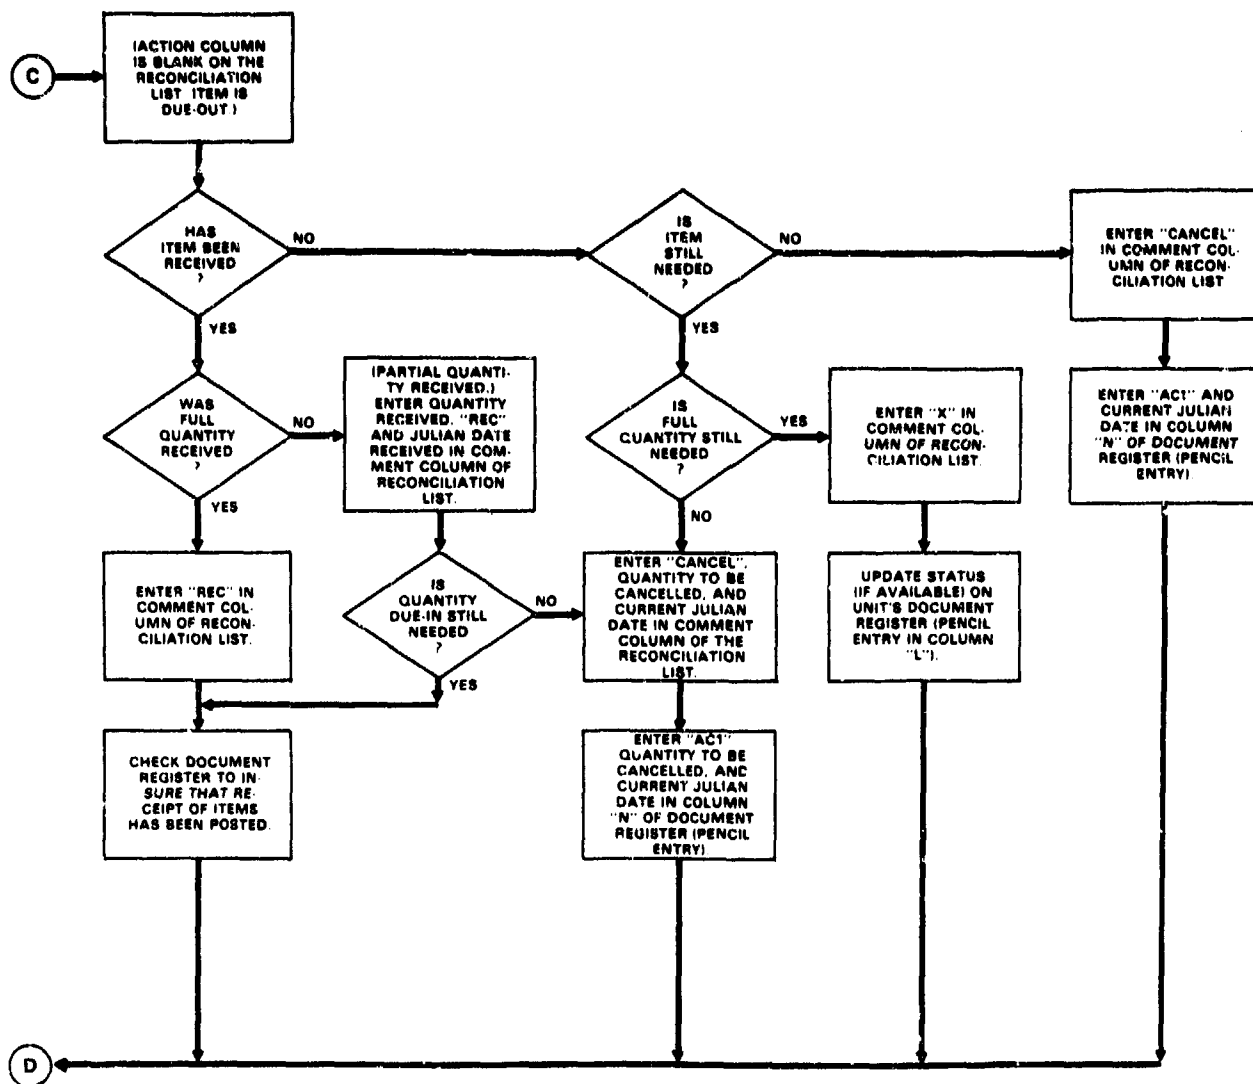 (ACTION COLUMN
IS BLANK ON THE
RECONCILIATION
LIST. ITEM IS
DUE-OUT.)
C
HAS
ITEM BEEN
RECEIVED
?
NO
YES
IS
ITEM
STILL
NEEDED
?
NO
YES
ENTER "CANCEL"
IN COMMENT COL-
UMN OF RECON-
CILIATION LIST
WAS
FULL
QUANTITY
RECEIVED
?
NO
YES
(PARTIAL QUANTI-
TY RECEIVED.)
ENTER QUANTITY
RECEIVED, "REC"
AND JULIAN DATE
RECEIVED IN COM-
MENT COLUMN OF
RECONCILIATION
LIST.
IS
FULL
QUANTITY STILL
NEEDED
?
YES
NO
ENTER "X" IN
COMMENT COL-
UMN OF RECON-
CILIATION LIST.
ENTER "AC1" AND
CURRENT JULIAN
DATE IN COLUMN
"N" OF DOCUMENT
REGISTER (PENCIL
ENTRY).
ENTER "REC" IN
COMMENT COL-
UMN OF RECON-
CILIATION LIST.
IS
QUANTITY
DUE-IN STILL
NEEDED
?
NO
YES
ENTER "CANCEL",
QUANTITY TO BE
CANCELLED, AND
CURRENT JULIAN
DATE IN COMMENT
COLUMN OF THE
RECONCILIATION
LIST.
UPDATE STATUS
(IF AVAILABLE) ON
UNIT'S DOCUMENT
REGISTER (PENCIL
ENTRY IN COLUMN
"L").
CHECK DOCUMENT
REGISTER TO IN-
SURE THAT RE-
CEIPT OF ITEMS
HAS BEEN POSTED.
ENTER "AC1"
QUANTITY TO BE
CANCELLED, AND
CURRENT JULIAN
DATE IN COLUMN
"N" OF DOCUMENT
REGISTER (PENCIL
ENTRY)
D